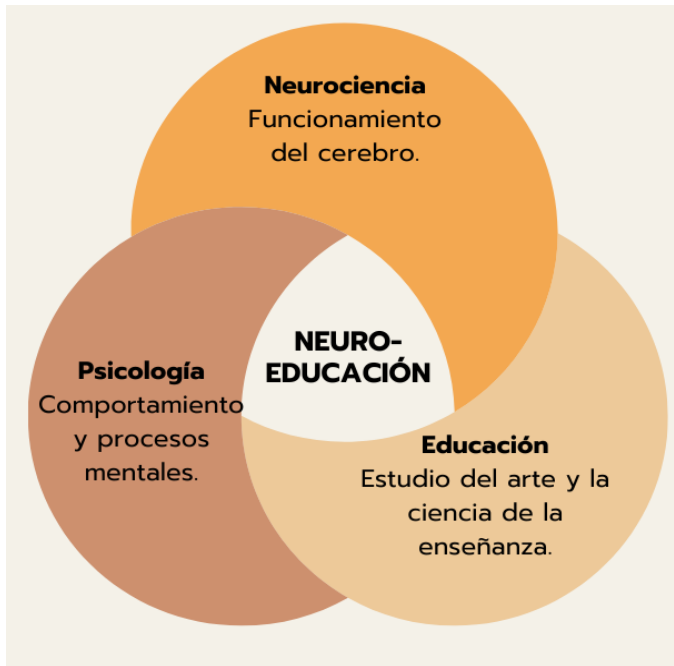 Neurociencia
Funcionamiento
del cerebro.
NEURO-
EDUCACIÓN
Psicología
Comportamiento
y procesos
mentales.
Educación
Estudio del arte y la
ciencia de la
enseñanza.